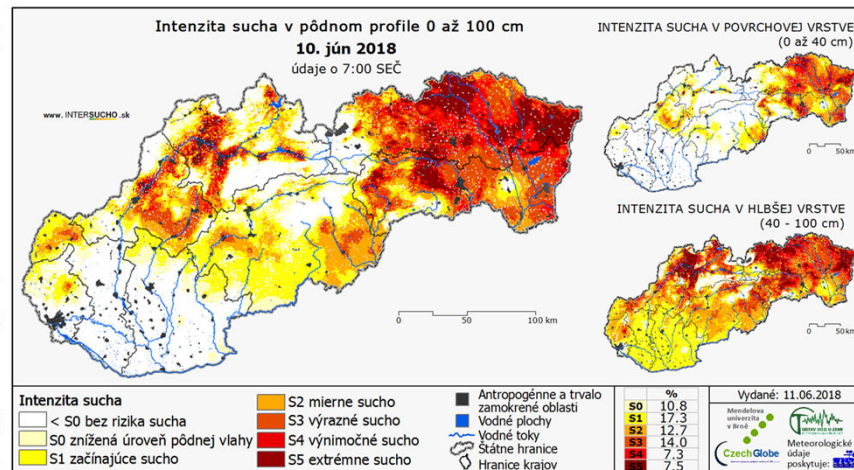 Intenzita sucha v pôdnom profile 0 až 100 cm
10. jún 2018
údaje o 7:00 SEČ
www.INTERSUCHO.sk
0 50 100 km
INTENZITA SUCHA V POVRCHOVEJ VRSTVE
(0 až 40 cm)
0 50 km
INTENZITA SUCHA V HLBŠEJ VRSTVE
(40 - 100 cm)
0 50 km
Intenzita sucha
< S0 bez rizika sucha
S0 znížená úroveň pôdnej vlahy
S1 začínajúce sucho
S2 mierne sucho
S3 výrazné sucho
S4 výnimočné sucho
S5 extrémne sucho
Antropogénne a trvalo
zamokrené oblasti
Vodné plochy
Vodné toky
Štátne hranice
Hranice krajov
%
S0 10.8
S1 17.3
S2 12.7
S3 14.0
S4 7.3
S5 7.5
Vydané: 11.06.2018
Mendelova
univerzita
v Brně
CzechGlobe
Meteorologické
údaje
poskytuje: